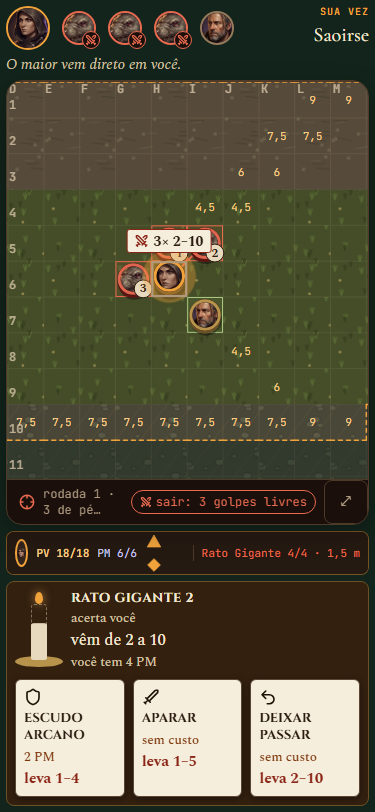 SUA VEZ
Saoirse
O maior vem direto em você.
D E F G H I J K L M
1 9 9
2 7,5 7,5
3 6 6
4 4,5 4,5
5 3× 2–10 1 2
6 3
7
8 4,5
9 6
10 7,5 7,5 7,5 7,5 7,5 7,5 7,5 7,5 9 9
11
rodada 1 · sair: 3 golpes livres
3 de pé…
PV 18/18 PM 6/6 Rato Gigante 4/4 · 1,5 m
RATO GIGANTE 2
acerta você
vêm de 2 a 10
você tem 4 PM
ESCUDO ARCANO
2 PM
leva 1–4
APARAR
sem custo
leva 1–5
DEIXAR PASSAR
sem custo
leva 2–10